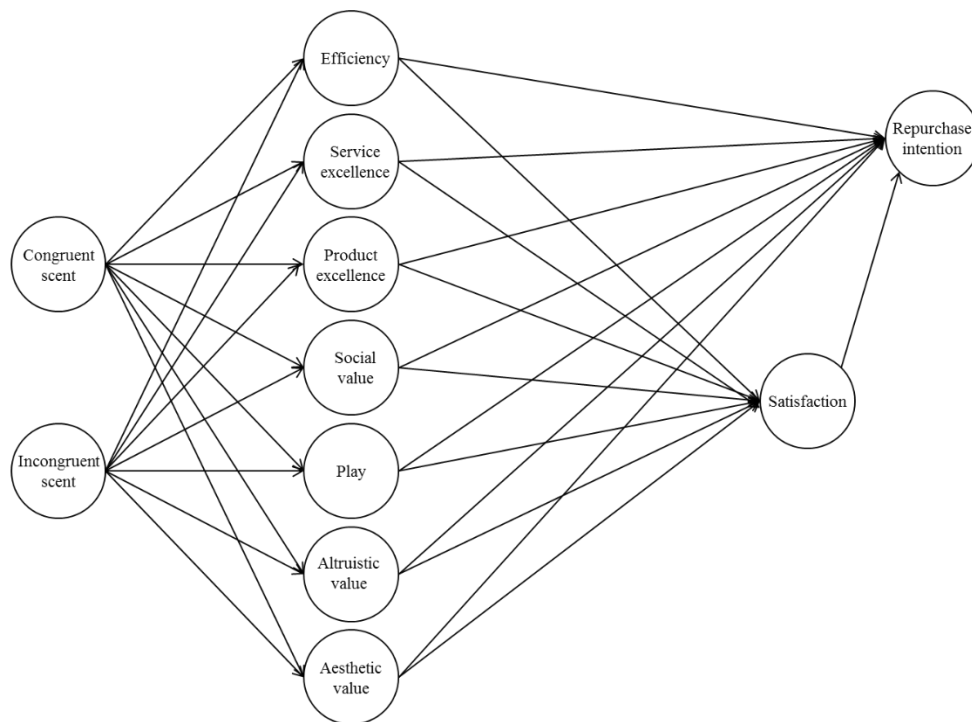 Efficiency
Service
excellence
Product
excellence
Social
value
Play
Altruistic
value
Aesthetic
value
Congruent
scent
Incongruent
scent
Repurchase
intention
Satisfaction